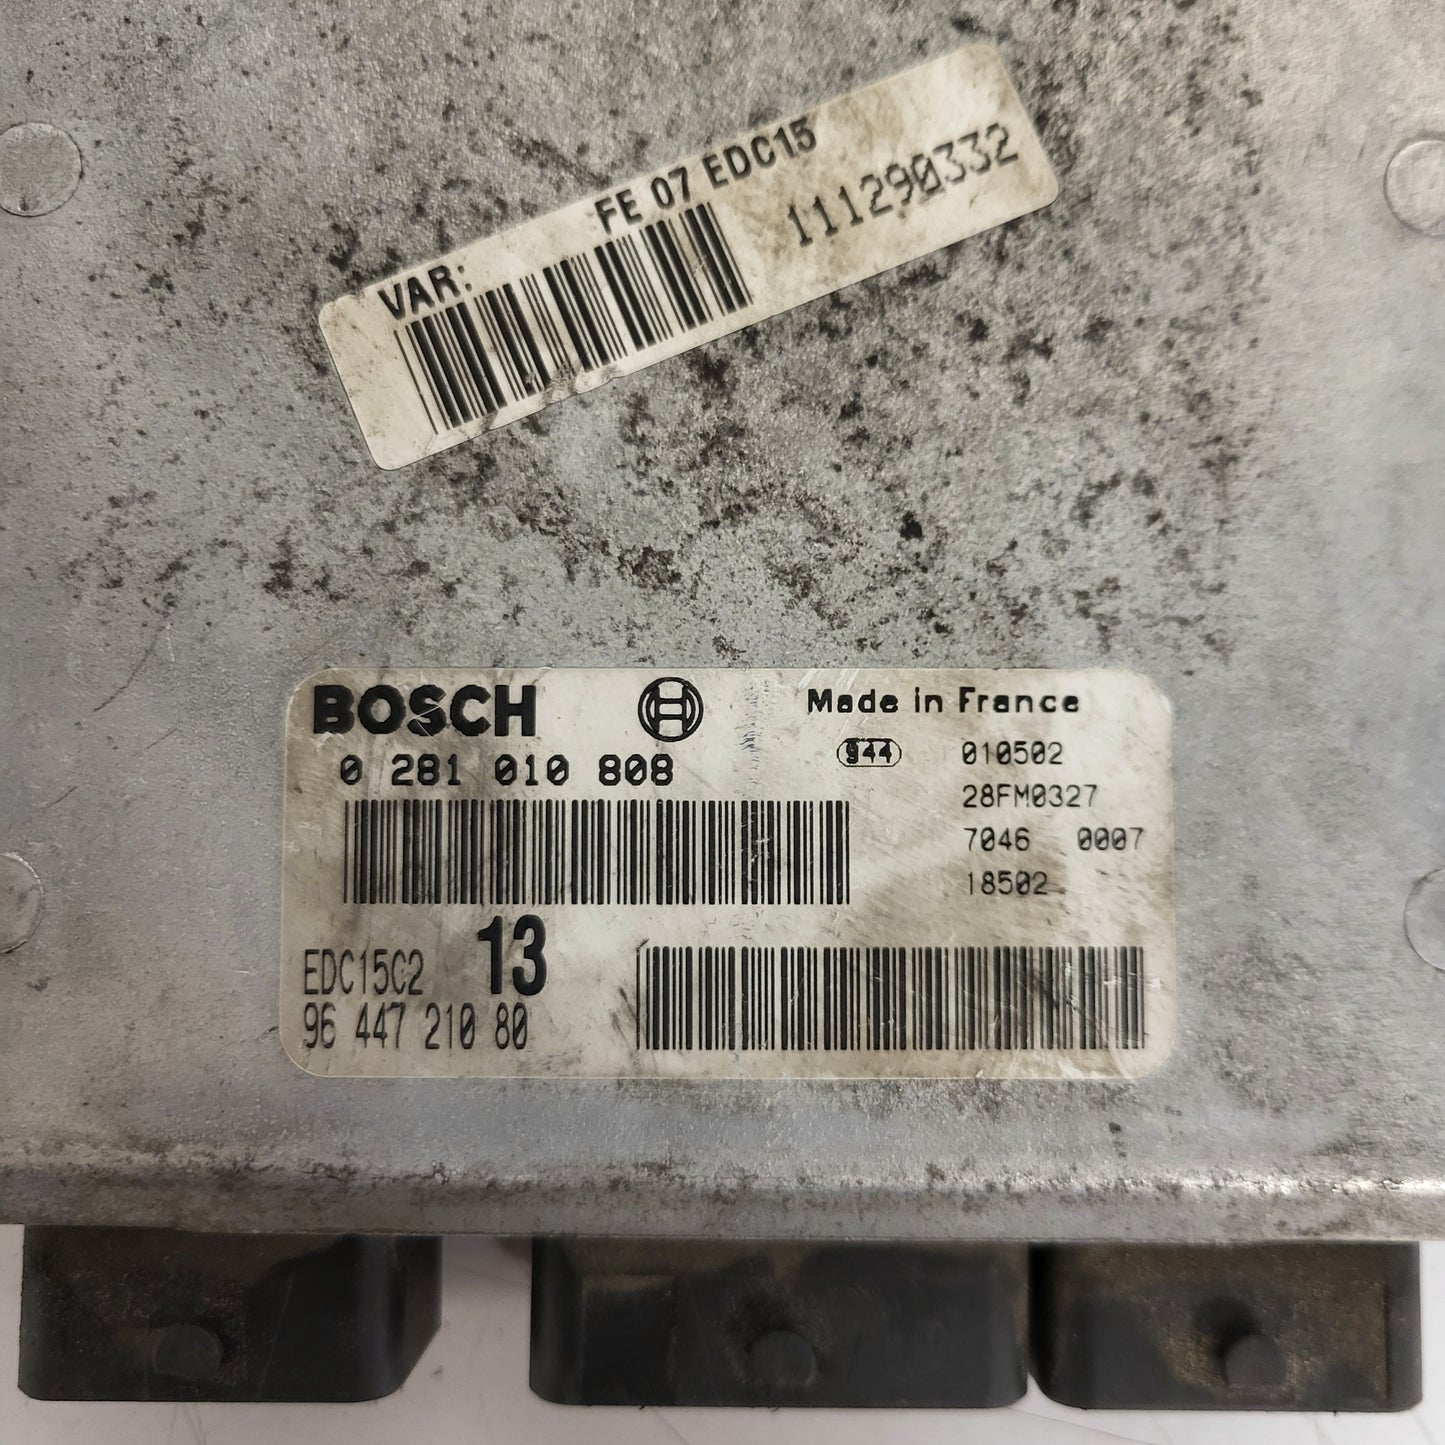 VAR: FE 07 EDC15
111290332
BOSCH Made in France
0 281 010 808 944 010502
28FM0327
7046 0007
18502
EDC15C2 13
96 447 210 80